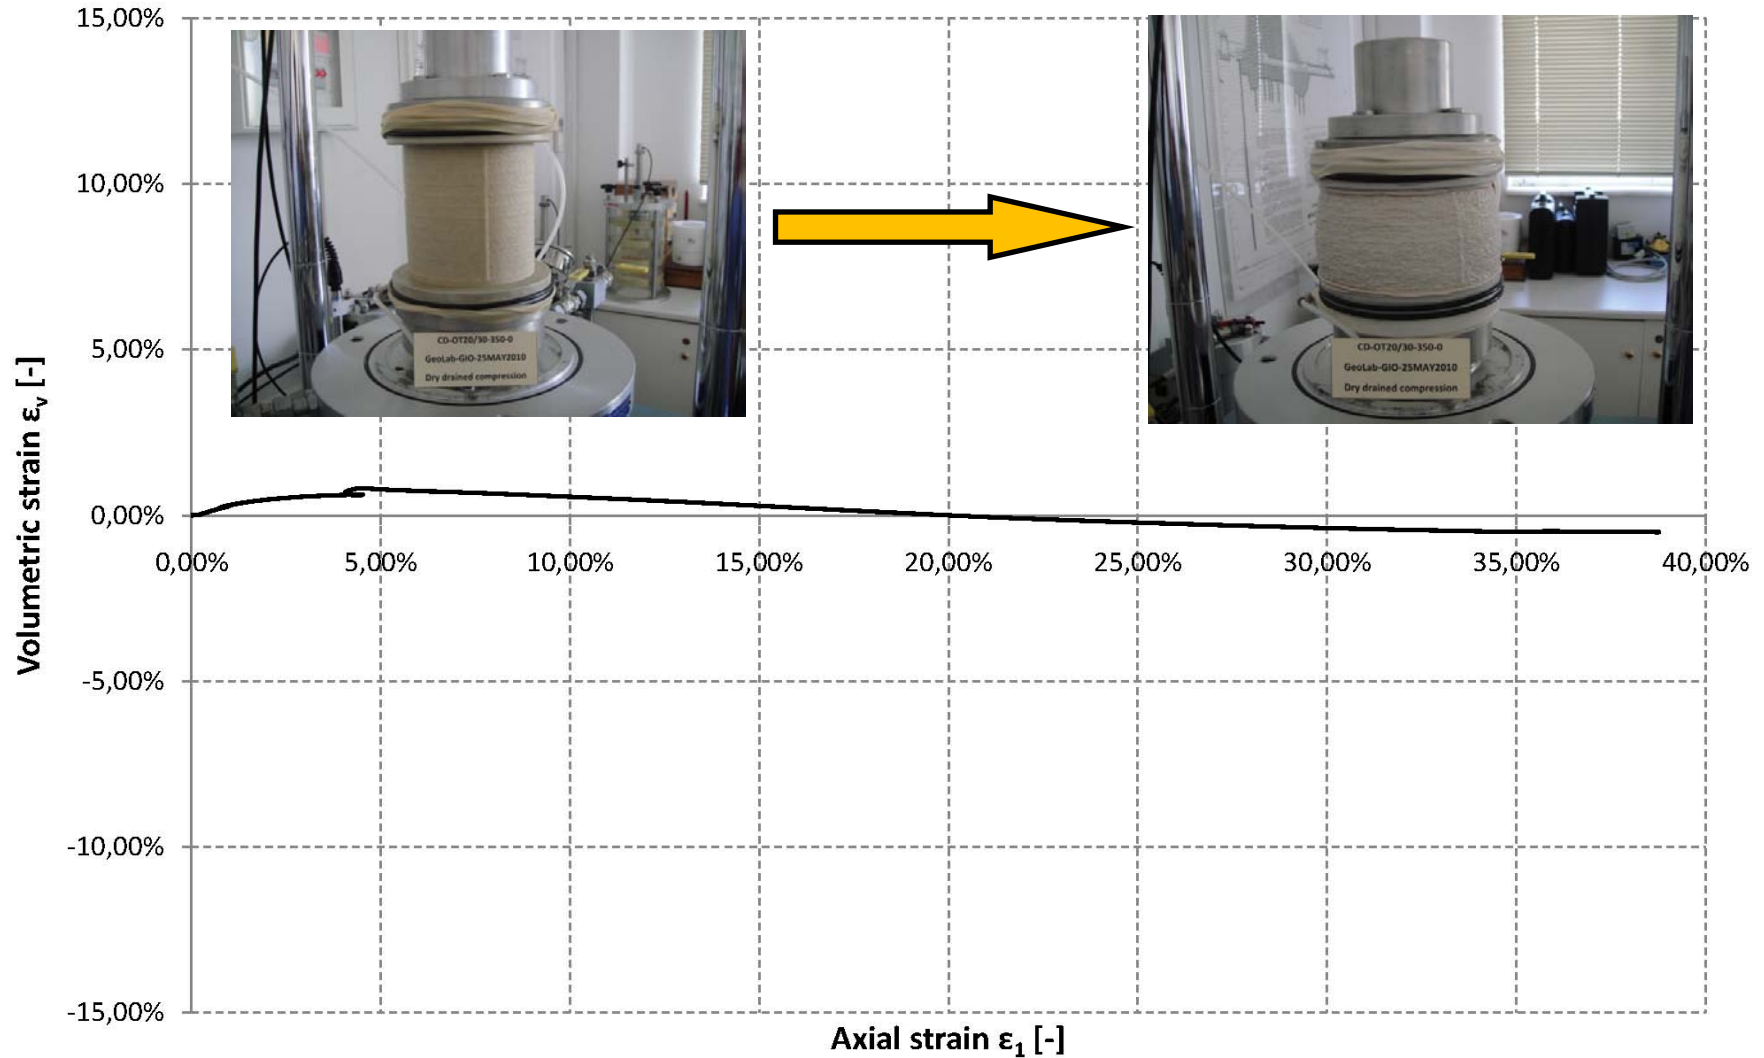 15,00%
10,00%
5,00%
0,00%
-5,00%
-10,00%
-15,00%
Volumetric strain εv [-]
CD-OT20/30-350-0
GeoLab-GIO-25MAY2010
Dry drained compression
CD-OT20/30-350-0
GeoLab-GIO-25MAY2010
Dry drained compression
0,00% 5,00% 10,00% 15,00% 20,00% 25,00% 30,00% 35,00% 40,00%
Axial strain ε1 [-]